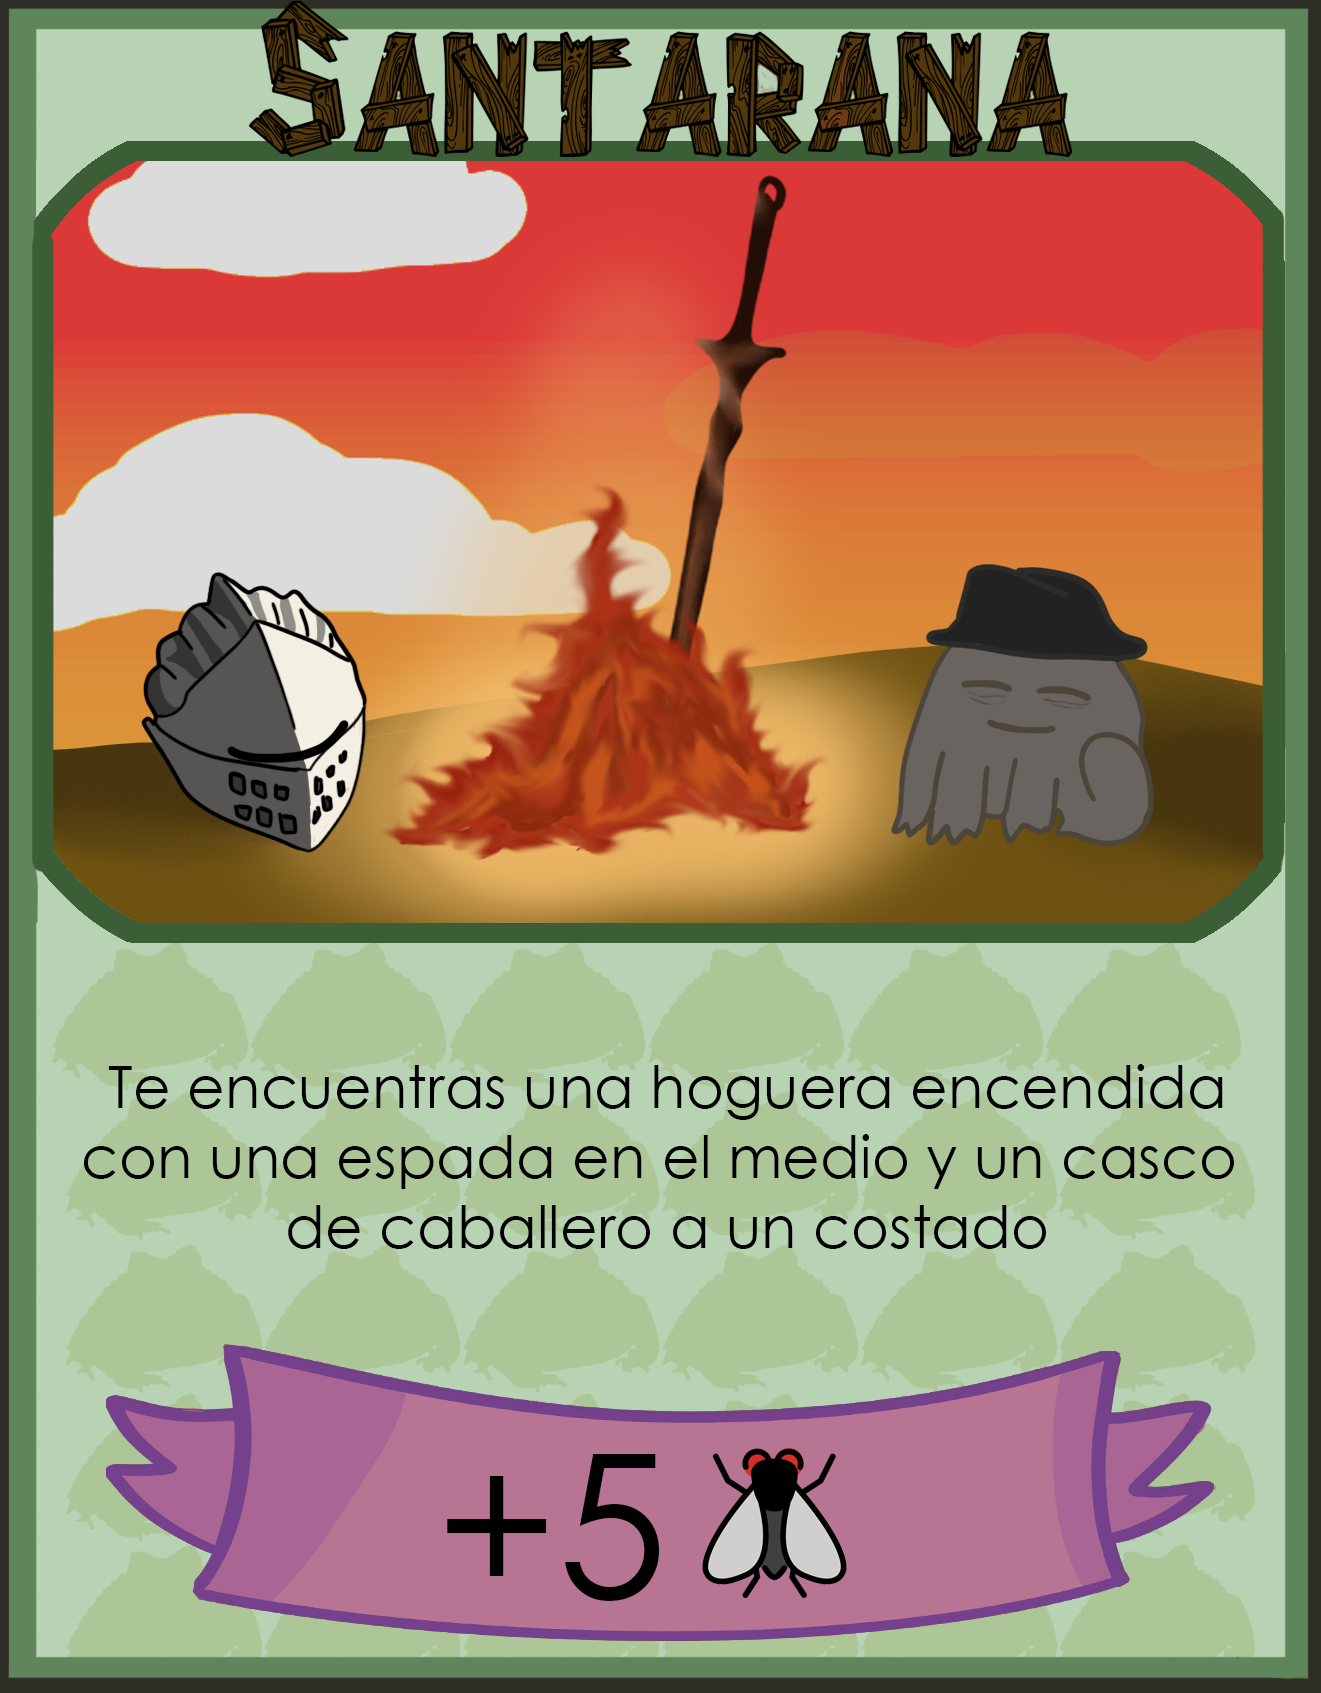 SANTARANA
Te encuentras una hoguera encendida
con una espada en el medio y un casco
de caballero a un costado
+5